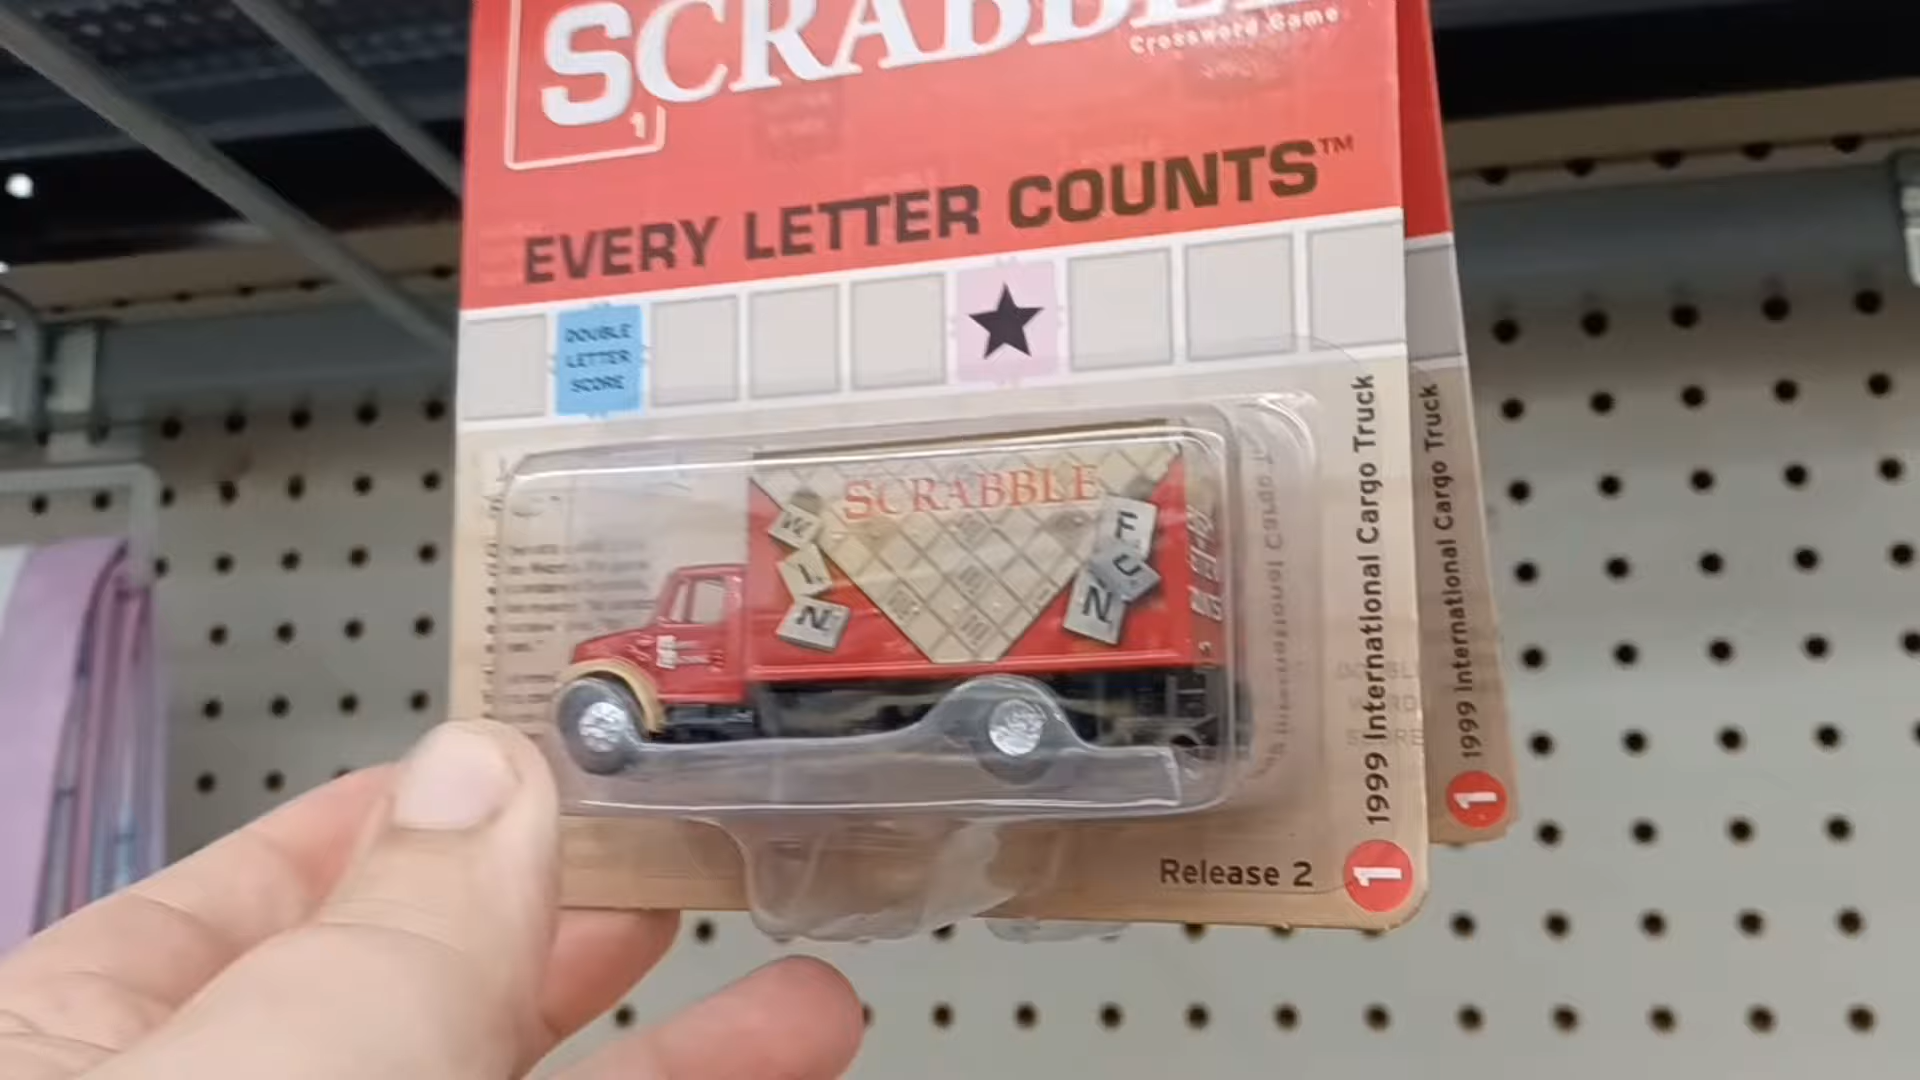 SCRABBLE
1
Crossword Game
EVERY LETTER COUNTS™
DOUBLE
LETTER
SCORE
SCRABBLE
W
I
N
F
U
N
1999 International Cargo Truck
1
1999 International Cargo Truck
1
Release 2